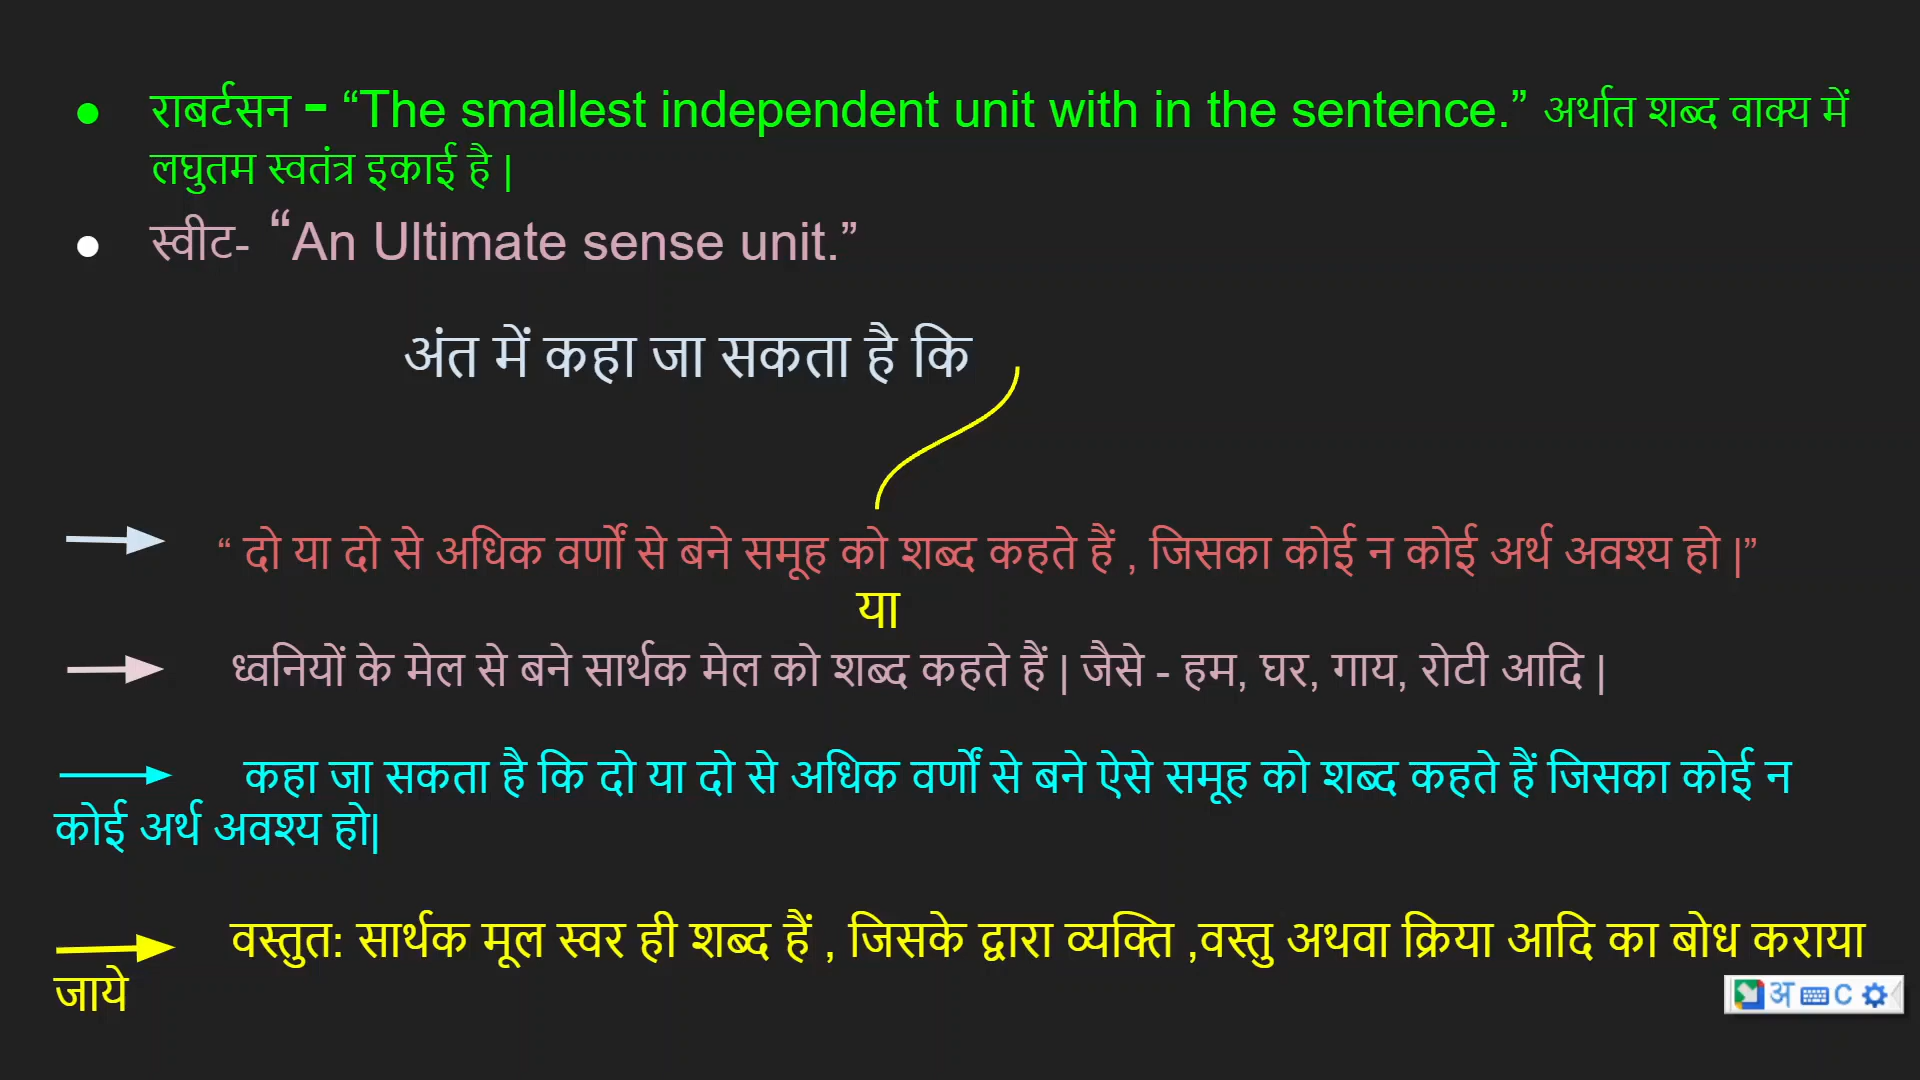 ● राबर्टसन – “The smallest independent unit with in the sentence.” अर्थात शब्द वाक्य में
लघुतम स्वतंत्र इकाई है |
● स्वीट- “An Ultimate sense unit.”
अंत में कहा जा सकता है कि
“ दो या दो से अधिक वर्णों से बने समूह को शब्द कहते हैं , जिसका कोई न कोई अर्थ अवश्य हो |”
या
ध्वनियों के मेल से बने सार्थक मेल को शब्द कहते हैं | जैसे - हम, घर, गाय, रोटी आदि |
कहा जा सकता है कि दो या दो से अधिक वर्णों से बने ऐसे समूह को शब्द कहते हैं जिसका कोई न
कोई अर्थ अवश्य हो|
वस्तुत: सार्थक मूल स्वर ही शब्द हैं , जिसके द्वारा व्यक्ति ,वस्तु अथवा क्रिया आदि का बोध कराया
जाये
अ C